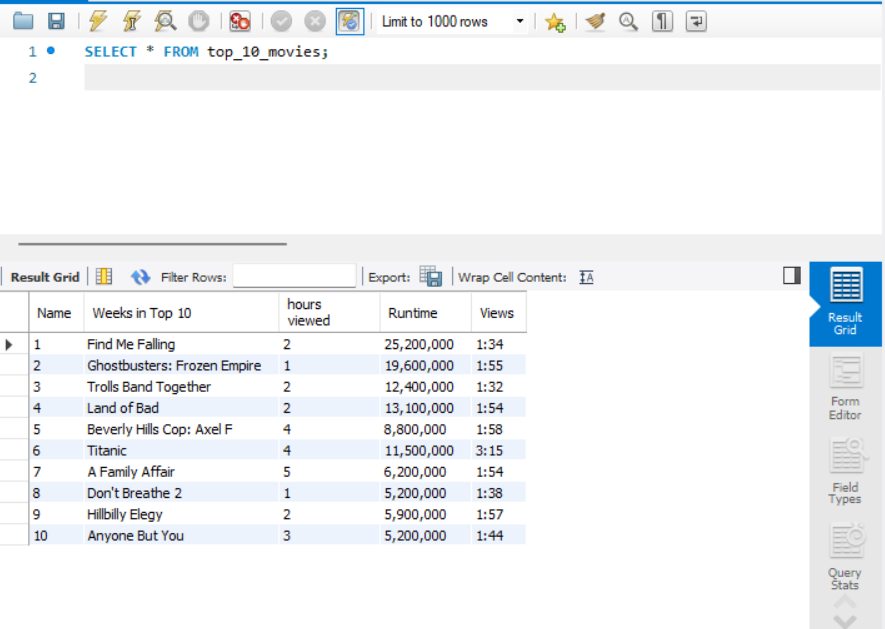 Limit to 1000 rows
1 SELECT * FROM top_10_movies;
2
Result Grid Filter Rows: Export: Wrap Cell Content: IA
Name Weeks in Top 10 hours viewed Runtime Views
1 Find Me Falling 2 25,200,000 1:34
2 Ghostbusters: Frozen Empire 1 19,600,000 1:55
3 Trolls Band Together 2 12,400,000 1:32
4 Land of Bad 2 13,100,000 1:54
5 Beverly Hills Cop: Axel F 4 8,800,000 1:58
6 Titanic 4 11,500,000 3:15
7 A Family Affair 5 6,200,000 1:54
8 Don't Breathe 2 1 5,200,000 1:38
9 Hillbilly Elegy 2 5,900,000 1:57
10 Anyone But You 3 5,200,000 1:44
Result
Grid
Form
Editor
Field
Types
Query
Stats